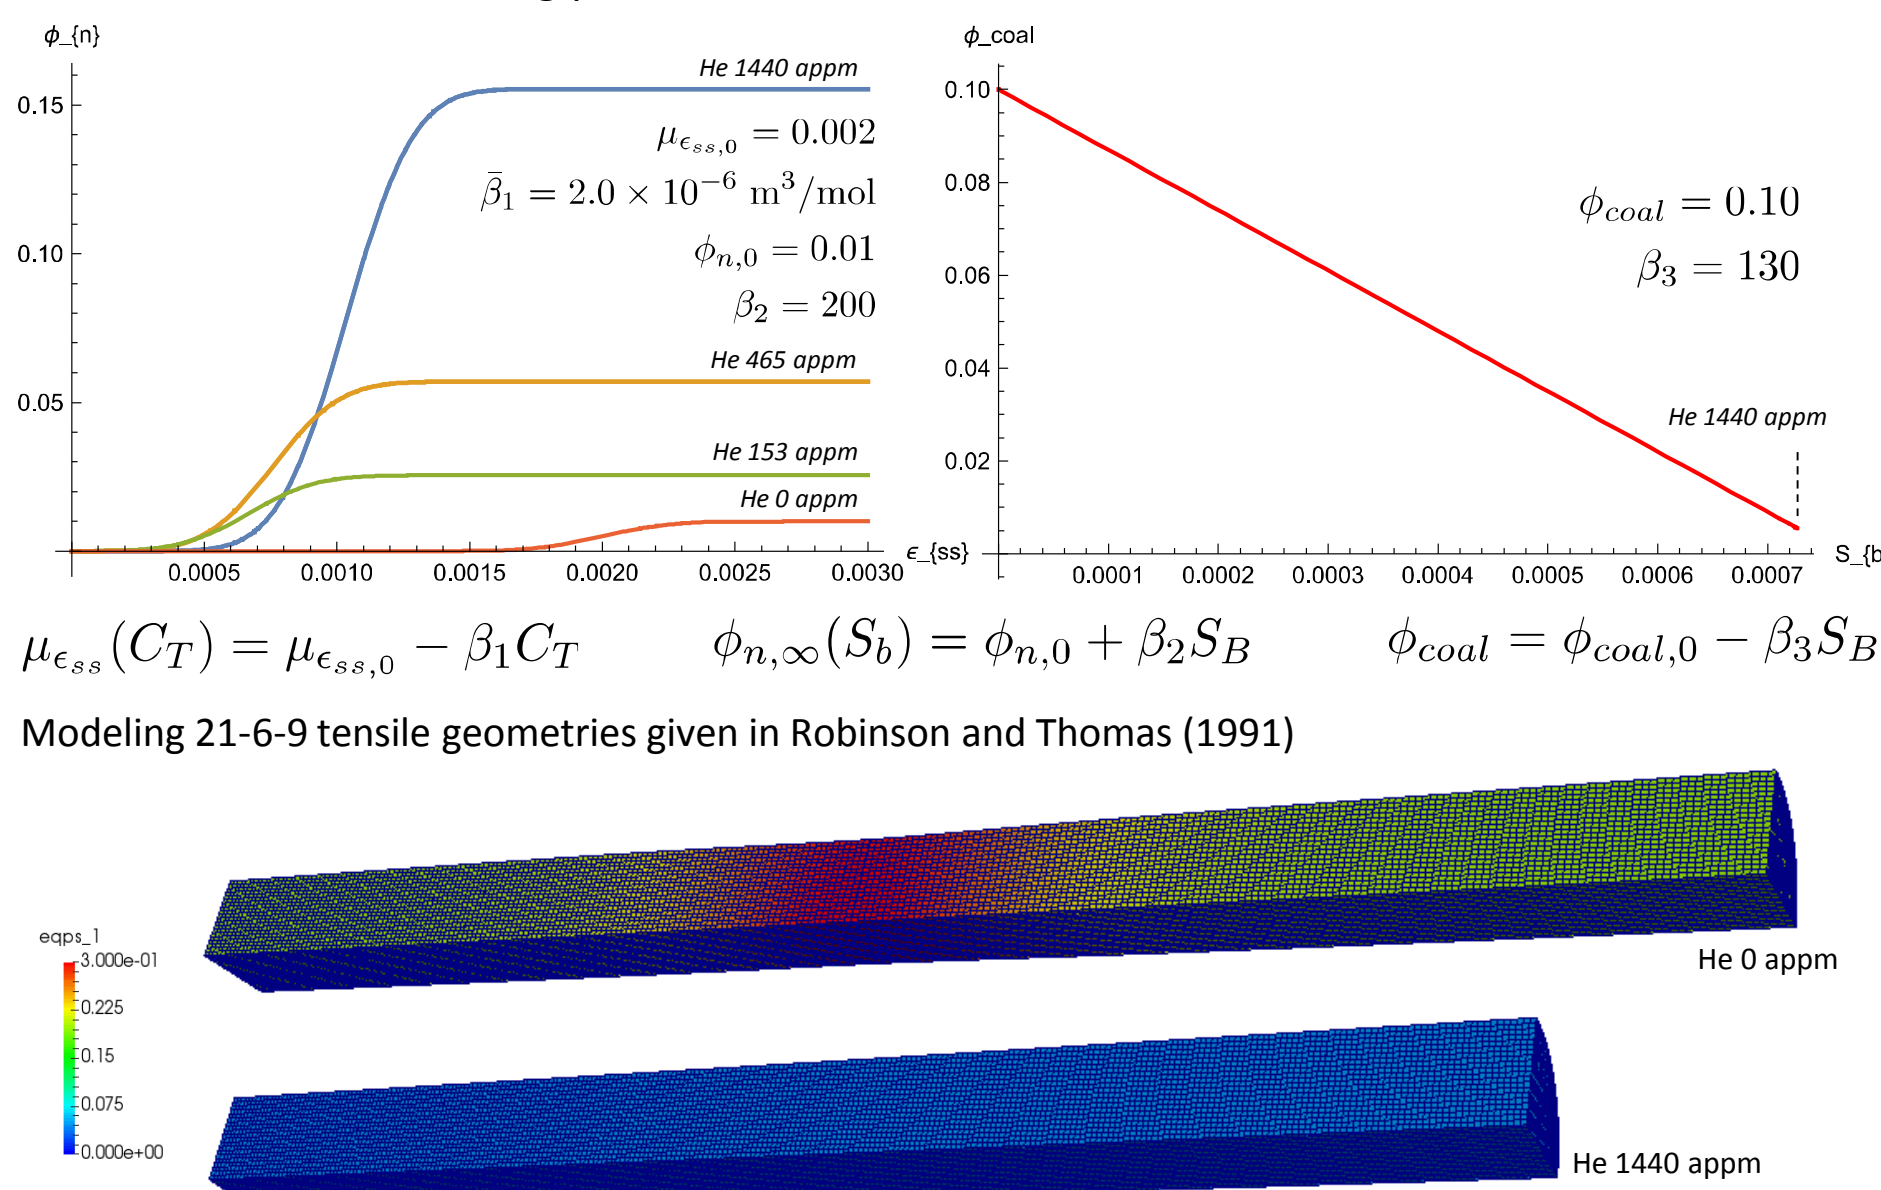 ϕ_{n}
He 1440 appm
0.15
0.10
0.05
μ_{ϵ_{ss,0}} = 0.002
β̄_1 = 2.0 × 10^{−6} m^3/mol
ϕ_{n,0} = 0.01
β_2 = 200
He 465 appm
He 153 appm
He 0 appm
0.0005 0.0010 0.0015 0.0020 0.0025 0.0030
ϵ_{ss}
ϕ_coal
0.10
0.08
0.06
0.04
0.02
ϕ_{coal} = 0.10
β_3 = 130
He 1440 appm
0.0001 0.0002 0.0003 0.0004 0.0005 0.0006 0.0007
S_{b
μ_{ϵ_{ss}}(C_T) = μ_{ϵ_{ss,0}} − β_1 C_T
ϕ_{n,∞}(S_b) = ϕ_{n,0} + β_2 S_B
ϕ_{coal} = ϕ_{coal,0} − β_3 S_B
Modeling 21-6-9 tensile geometries given in Robinson and Thomas (1991)
eqps_1
3.000e-01
0.225
0.15
0.075
0.000e+00
He 0 appm
He 1440 appm